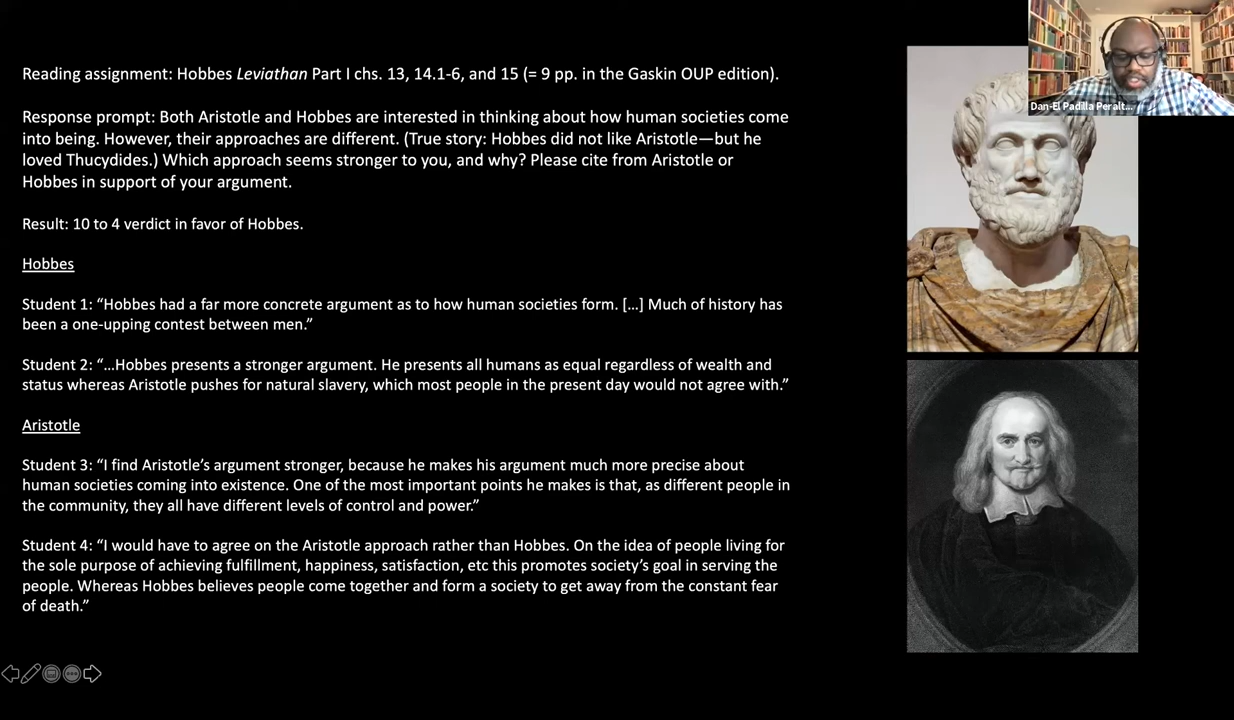 Reading assignment: Hobbes Leviathan Part I chs. 13, 14.1-6, and 15 (= 9 pp. in the Gaskin OUP edition).
Response prompt: Both Aristotle and Hobbes are interested in thinking about how human societies come
into being. However, their approaches are different. (True story: Hobbes did not like Aristotle—but he
loved Thucydides.) Which approach seems stronger to you, and why? Please cite from Aristotle or
Hobbes in support of your argument.
Result: 10 to 4 verdict in favor of Hobbes.
Hobbes
Student 1: “Hobbes had a far more concrete argument as to how human societies form. […] Much of history has
been a one-upping contest between men.”
Student 2: “…Hobbes presents a stronger argument. He presents all humans as equal regardless of wealth and
status whereas Aristotle pushes for natural slavery, which most people in the present day would not agree with.”
Aristotle
Student 3: “I find Aristotle’s argument stronger, because he makes his argument much more precise about
human societies coming into existence. One of the most important points he makes is that, as different people in
the community, they all have different levels of control and power.”
Student 4: “I would have to agree on the Aristotle approach rather than Hobbes. On the idea of people living for
the sole purpose of achieving fulfillment, happiness, satisfaction, etc this promotes society’s goal in serving the
people. Whereas Hobbes believes people come together and form a society to get away from the constant fear
of death.”
Dan-El Padilla Peralt...